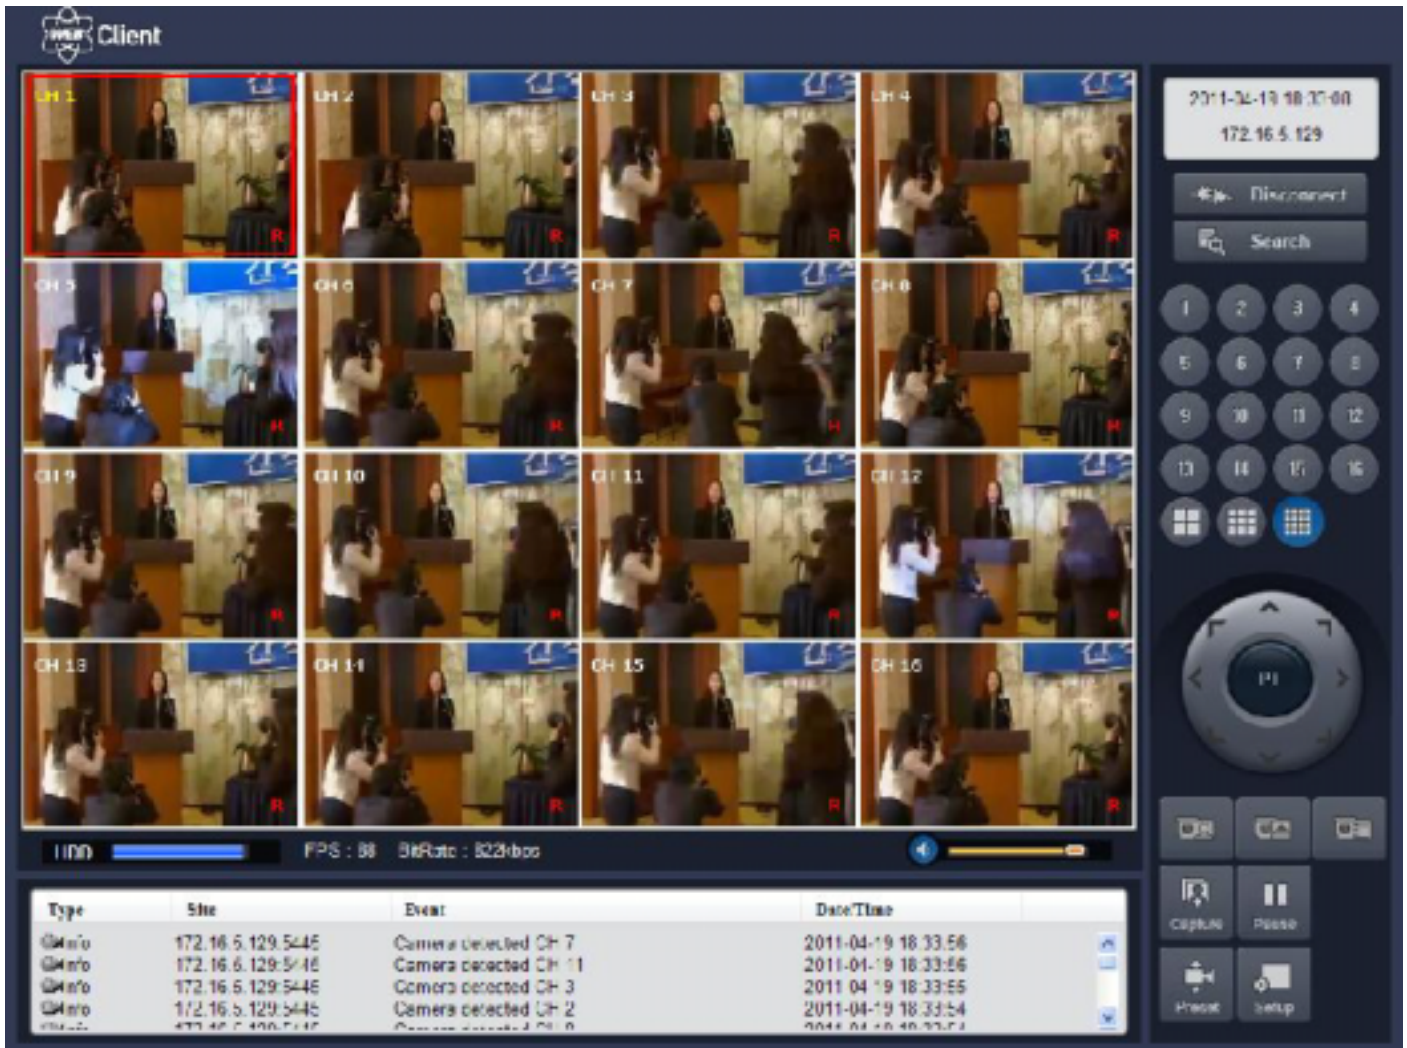 Client
CH 1
CH 2
CH 3
CH 4
R
R
R
R
CH 5
CH 6
CH 7
CH 8
R
R
R
R
CH 9
CH 10
CH 11
CH 12
R
R
R
R
CH 13
CH 14
CH 15
CH 16
R
R
R
R
172.16.5.129
Disconnect
Search
1 2 3 4
5 6 7 8
9 10 11 12
13 14 15 16
HDD FPS : 88 BitRate : 822kbps
Capture Pause
Preset Setup
Type Site Event Date/Time
Info 172.16.5.129:5445 Camera detected CH 7 2011-04-19 18:33:56
Info 172.16.5.129:5445 Camera detected CH 11 2011-04-19 18:33:56
Info 172.16.5.129:5445 Camera detected CH 3 2011-04-19 18:33:55
Info 172.16.5.129:5445 Camera detected CH 2 2011-04-19 18:33:54